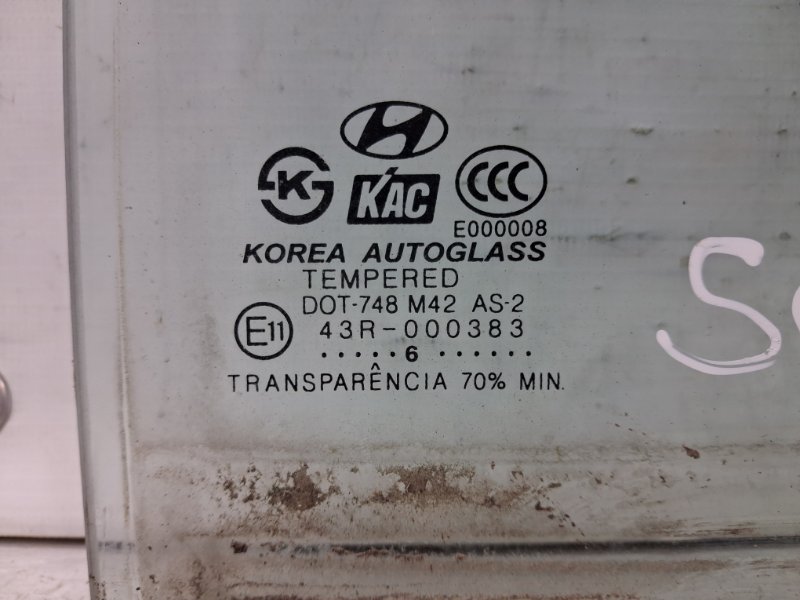 K
KAC
CCC
E000008
KOREA AUTOGLASS
TEMPERED
DOT-748 M42 AS-2
E11
43R-000383
.....6......
TRANSPARÊNCIA 70% MIN.